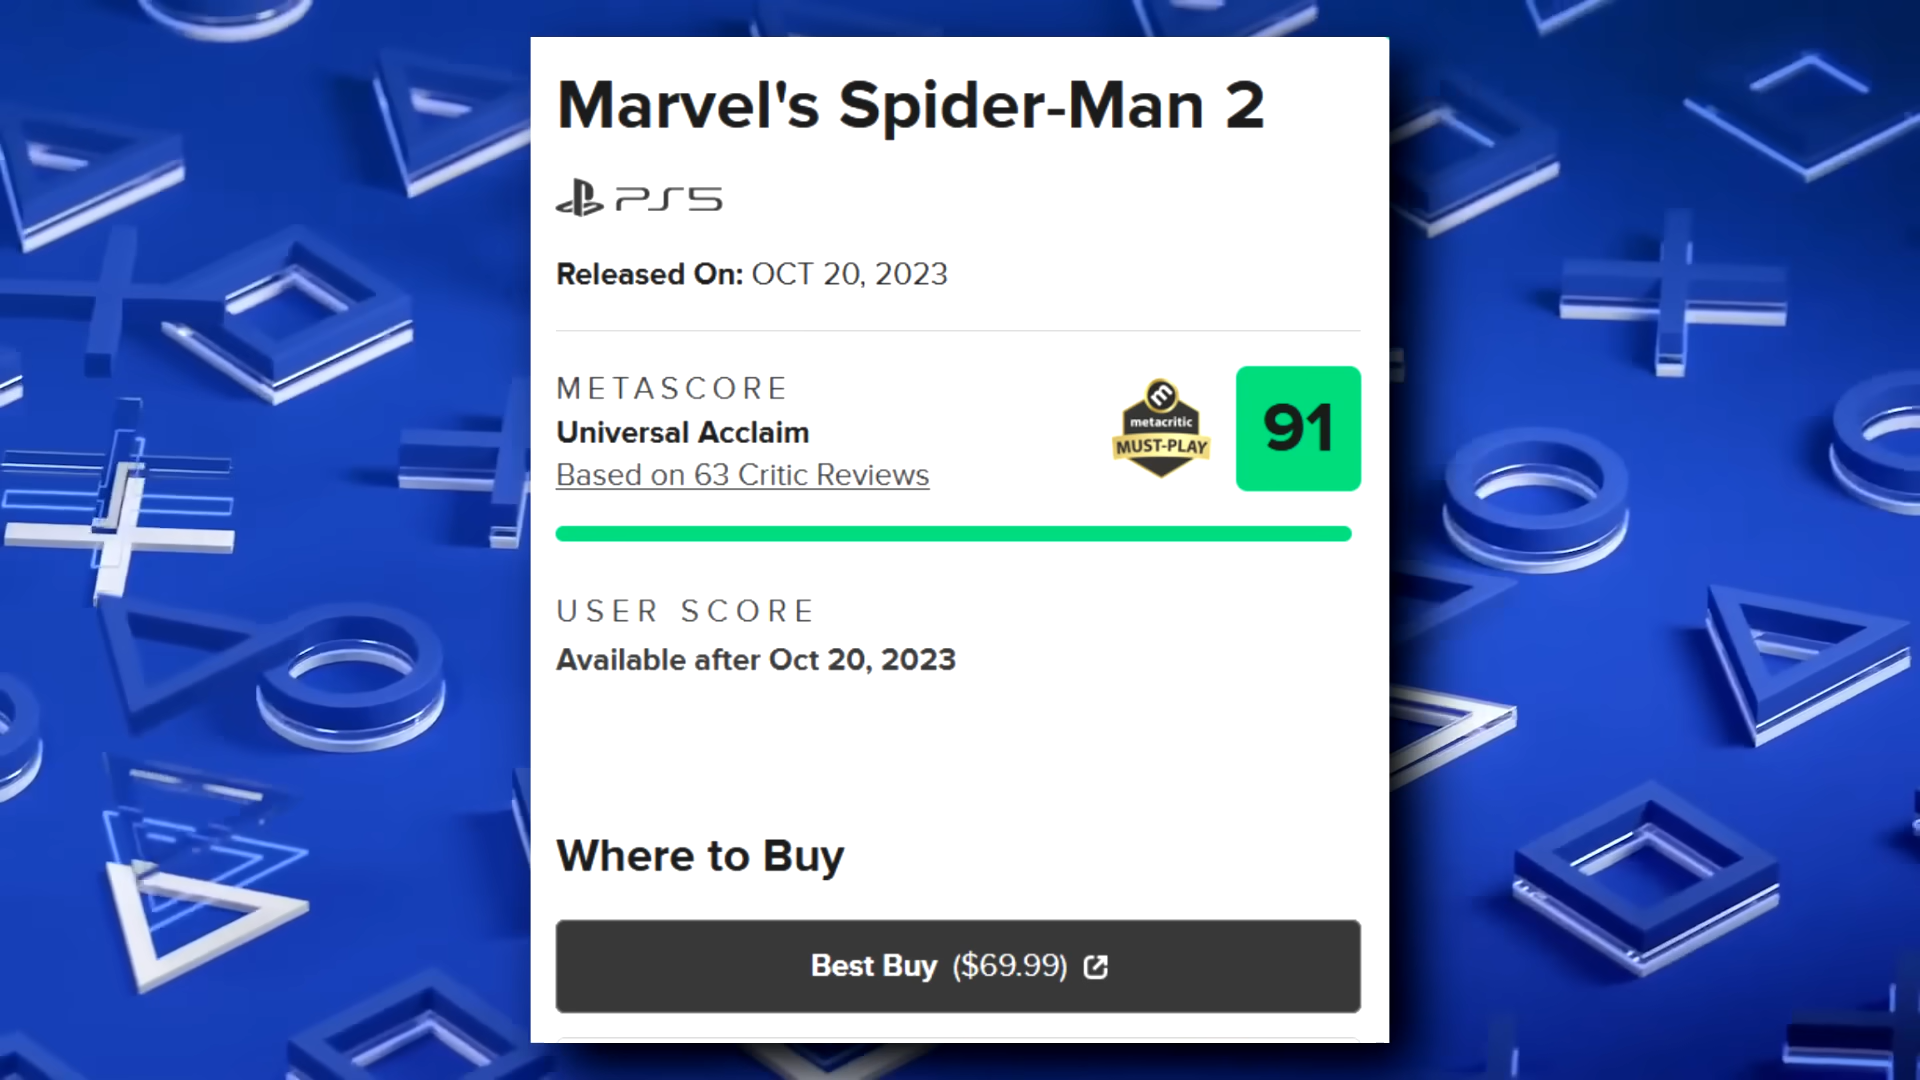 Marvel's Spider-Man 2
PS5
Released On: OCT 20, 2023
METASCORE
Universal Acclaim
Based on 63 Critic Reviews
m
metacritic
MUST-PLAY
91
USER SCORE
Available after Oct 20, 2023
Where to Buy
Best Buy ($69.99)